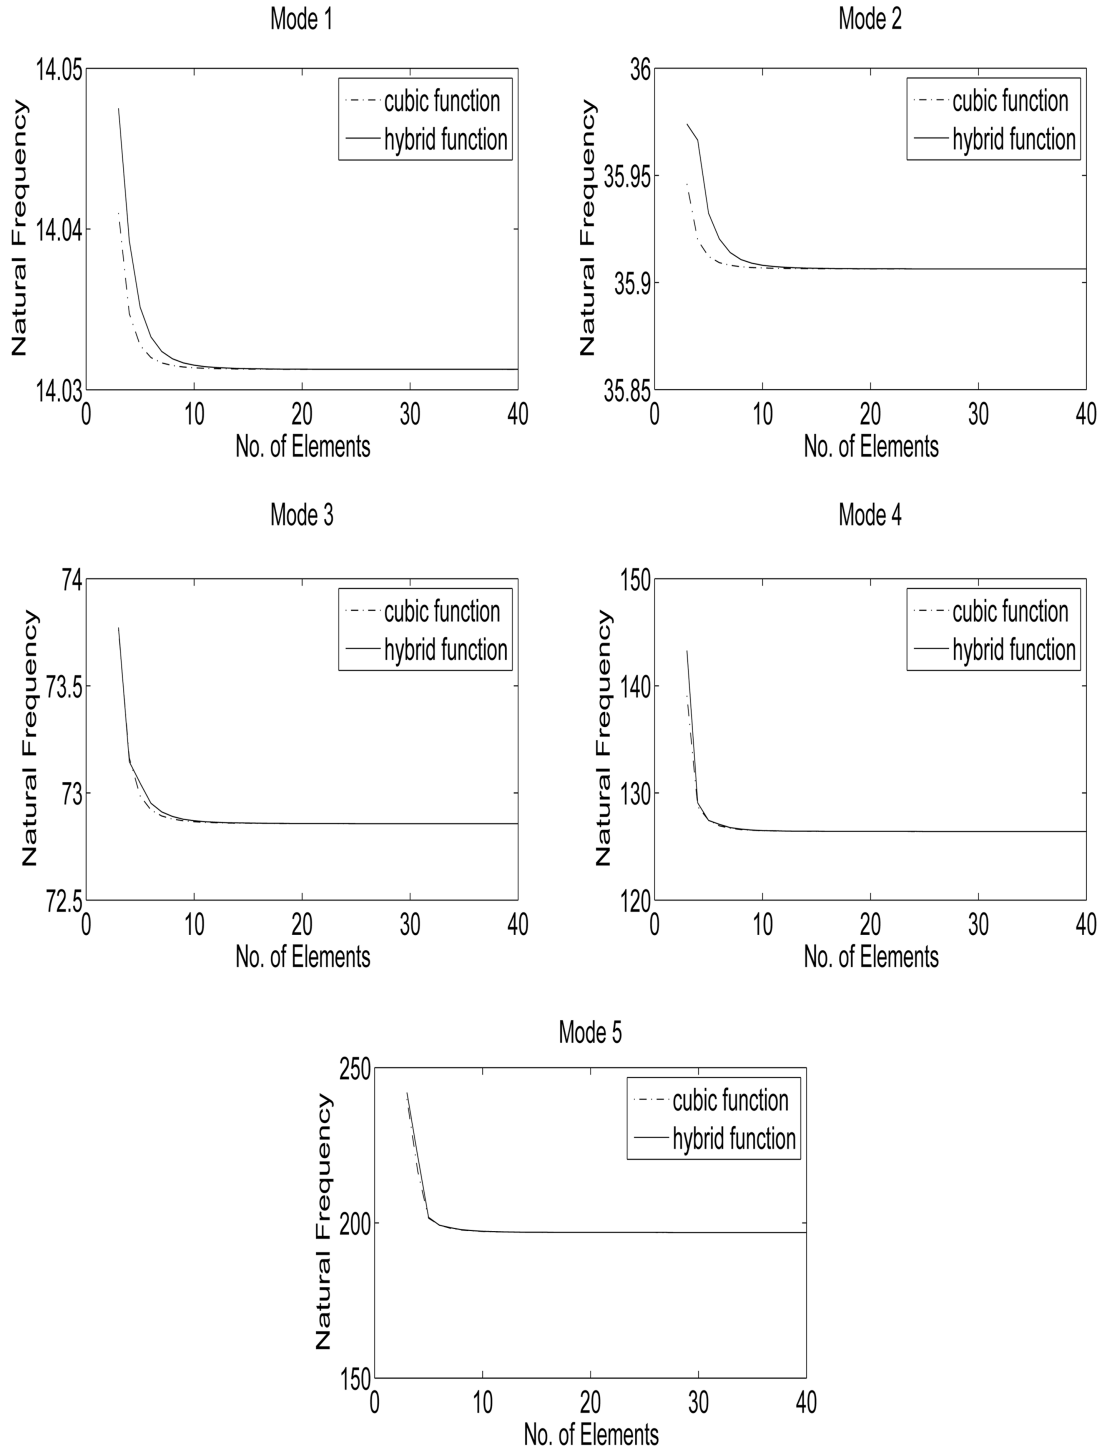 Mode 1
Natural Frequency
14.05
14.04
14.03
cubic function
hybrid function
0 10 20 30 40
No. of Elements
Mode 2
Natural Frequency
36
35.95
35.9
35.85
cubic function
hybrid function
0 10 20 30 40
No. of Elements
Mode 3
Natural Frequency
74
73.5
73
72.5
cubic function
hybrid function
0 10 20 30 40
No. of Elements
Mode 4
Natural Frequency
150
140
130
120
cubic function
hybrid function
0 10 20 30 40
No. of Elements
Mode 5
Natural Frequency
250
200
150
cubic function
hybrid function
0 10 20 30 40
No. of Elements